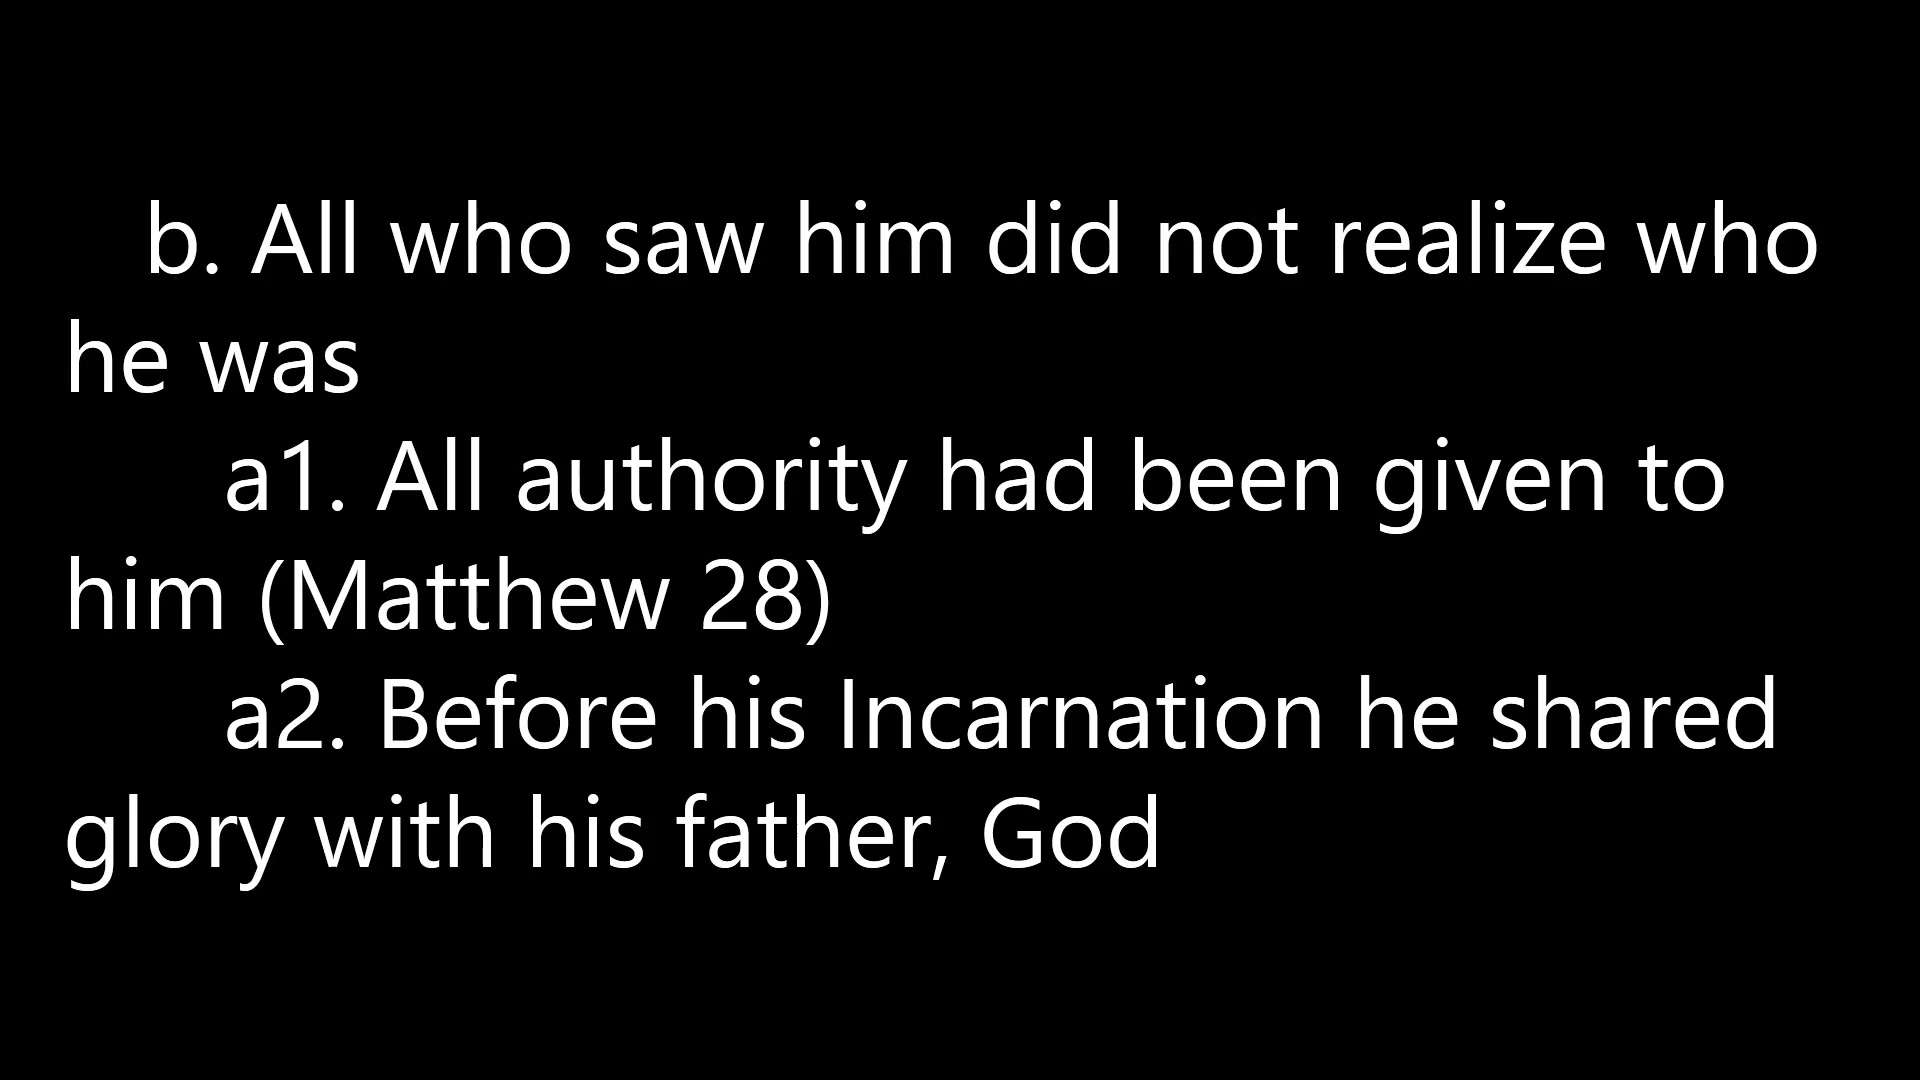 b. All who saw him did not realize who
he was
a1. All authority had been given to
him (Matthew 28)
a2. Before his Incarnation he shared
glory with his father, God